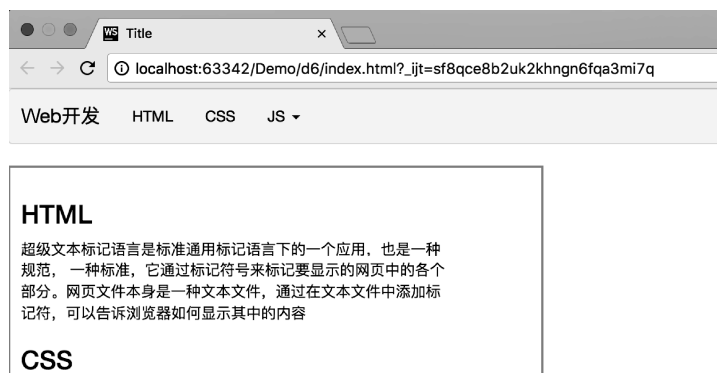 WS Title
localhost:63342/Demo/d6/index.html?_ijt=sf8qce8b2uk2khngn6fqa3mi7q
Web开发 HTML CSS JS
HTML
超级文本标记语言是标准通用标记语言下的一个应用，也是一种
规范， 一种标准，它通过标记符号来标记要显示的网页中的各个
部分。网页文件本身是一种文本文件，通过在文本文件中添加标
记符，可以告诉浏览器如何显示其中的内容
CSS